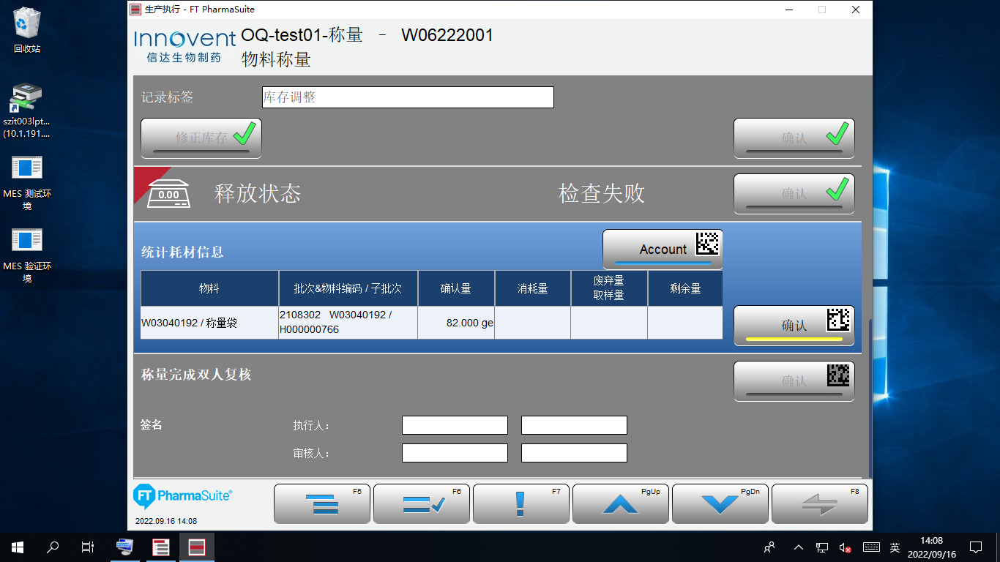 生产执行 - FT PharmaSuite
回收站
szit003lpt...
(10.1.191....
MES 测试环
境
MES 验证环
境
Innovent
信达生物制药
OQ-test01-称量 - W06222001
物料称量
记录标签
库存调整
修正库存
确认
0.00
释放状态
检查失败
确认
统计耗材信息
Account
物料
批次&物料编码 / 子批次
确认量
消耗量
废弃量
取样量
剩余量
W03040192 / 称量袋
2108302 W03040192 /
H000000766
82.000 ge
确认
称量完成双人复核
确认
签名
执行人：
审核人：
FT PharmaSuite®
2022.09.16 14:08
F5
F6
F7
PgUp
PgDn
F8
英
14:08
2022/09/16